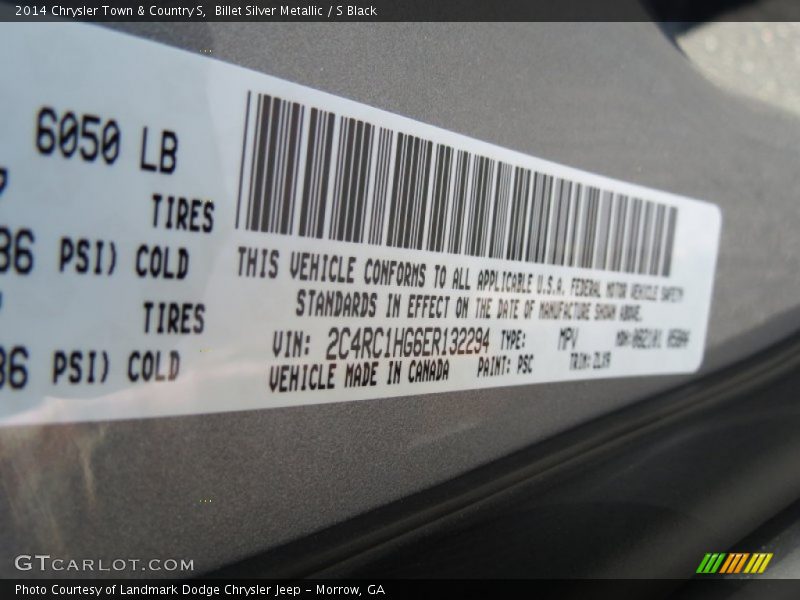 2014 Chrysler Town & Country S, Billet Silver Metallic / S Black
6050 LB
TIRES
36 PSI) COLD
TIRES
36 PSI) COLD
THIS VEHICLE CONFORMS TO ALL APPLICABLE U.S.A. FEDERAL MOTOR VEHICLE SAFETY
STANDARDS IN EFFECT ON THE DATE OF MANUFACTURE SHOWN ABOVE.
VIN: 2C4RC1HG6ER132294 TYPE: MPV
VEHICLE MADE IN CANADA PAINT: PSC TRIM:
GTCARLOT.COM
Photo Courtesy of Landmark Dodge Chrysler Jeep - Morrow, GA